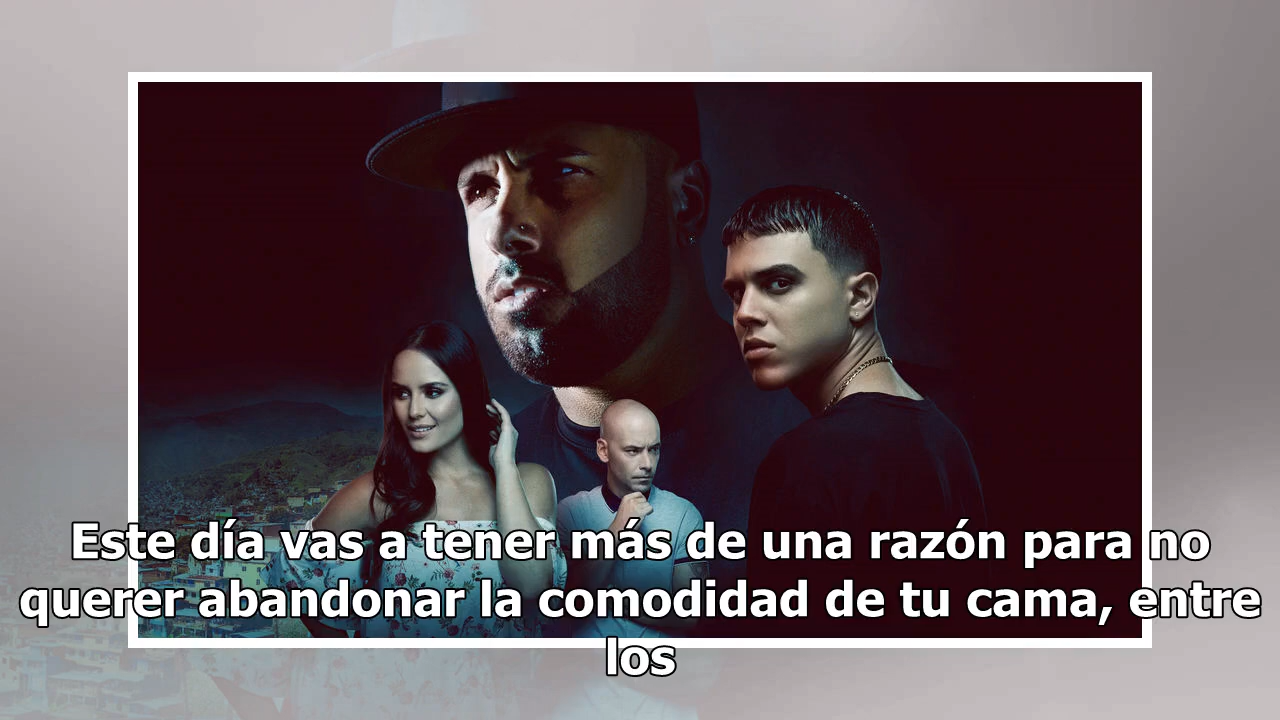 Este día vas a tener más de una razón para no
querer abandonar la comodidad de tu cama, entre
los